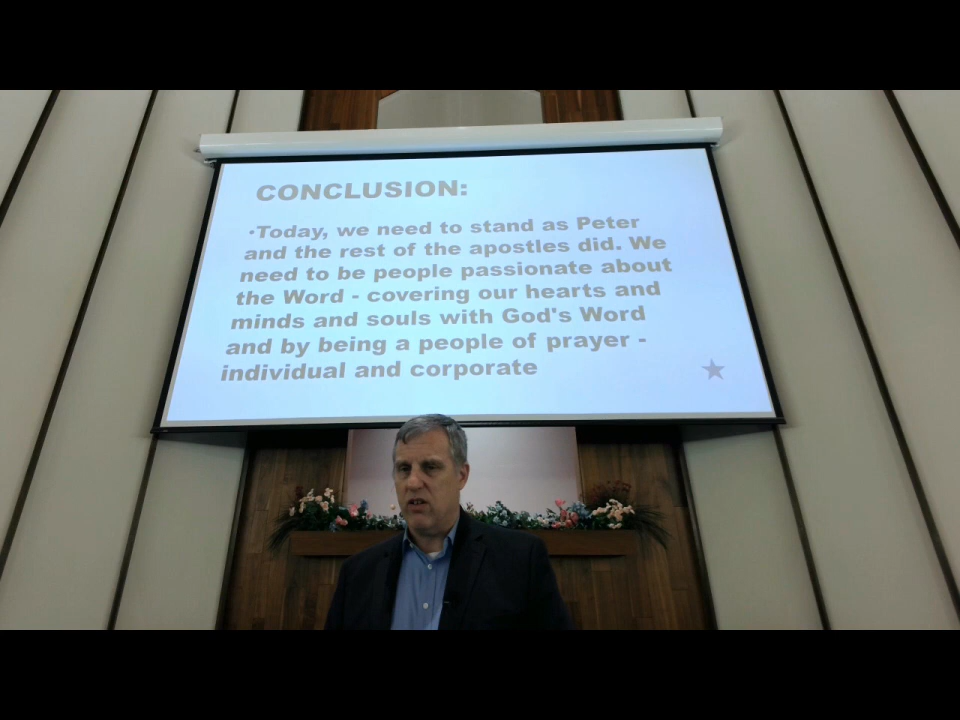 CONCLUSION:
•Today, we need to stand as Peter
and the rest of the apostles did. We
need to be people passionate about
the Word - covering our hearts and
minds and souls with God's Word
and by being a people of prayer -
individual and corporate